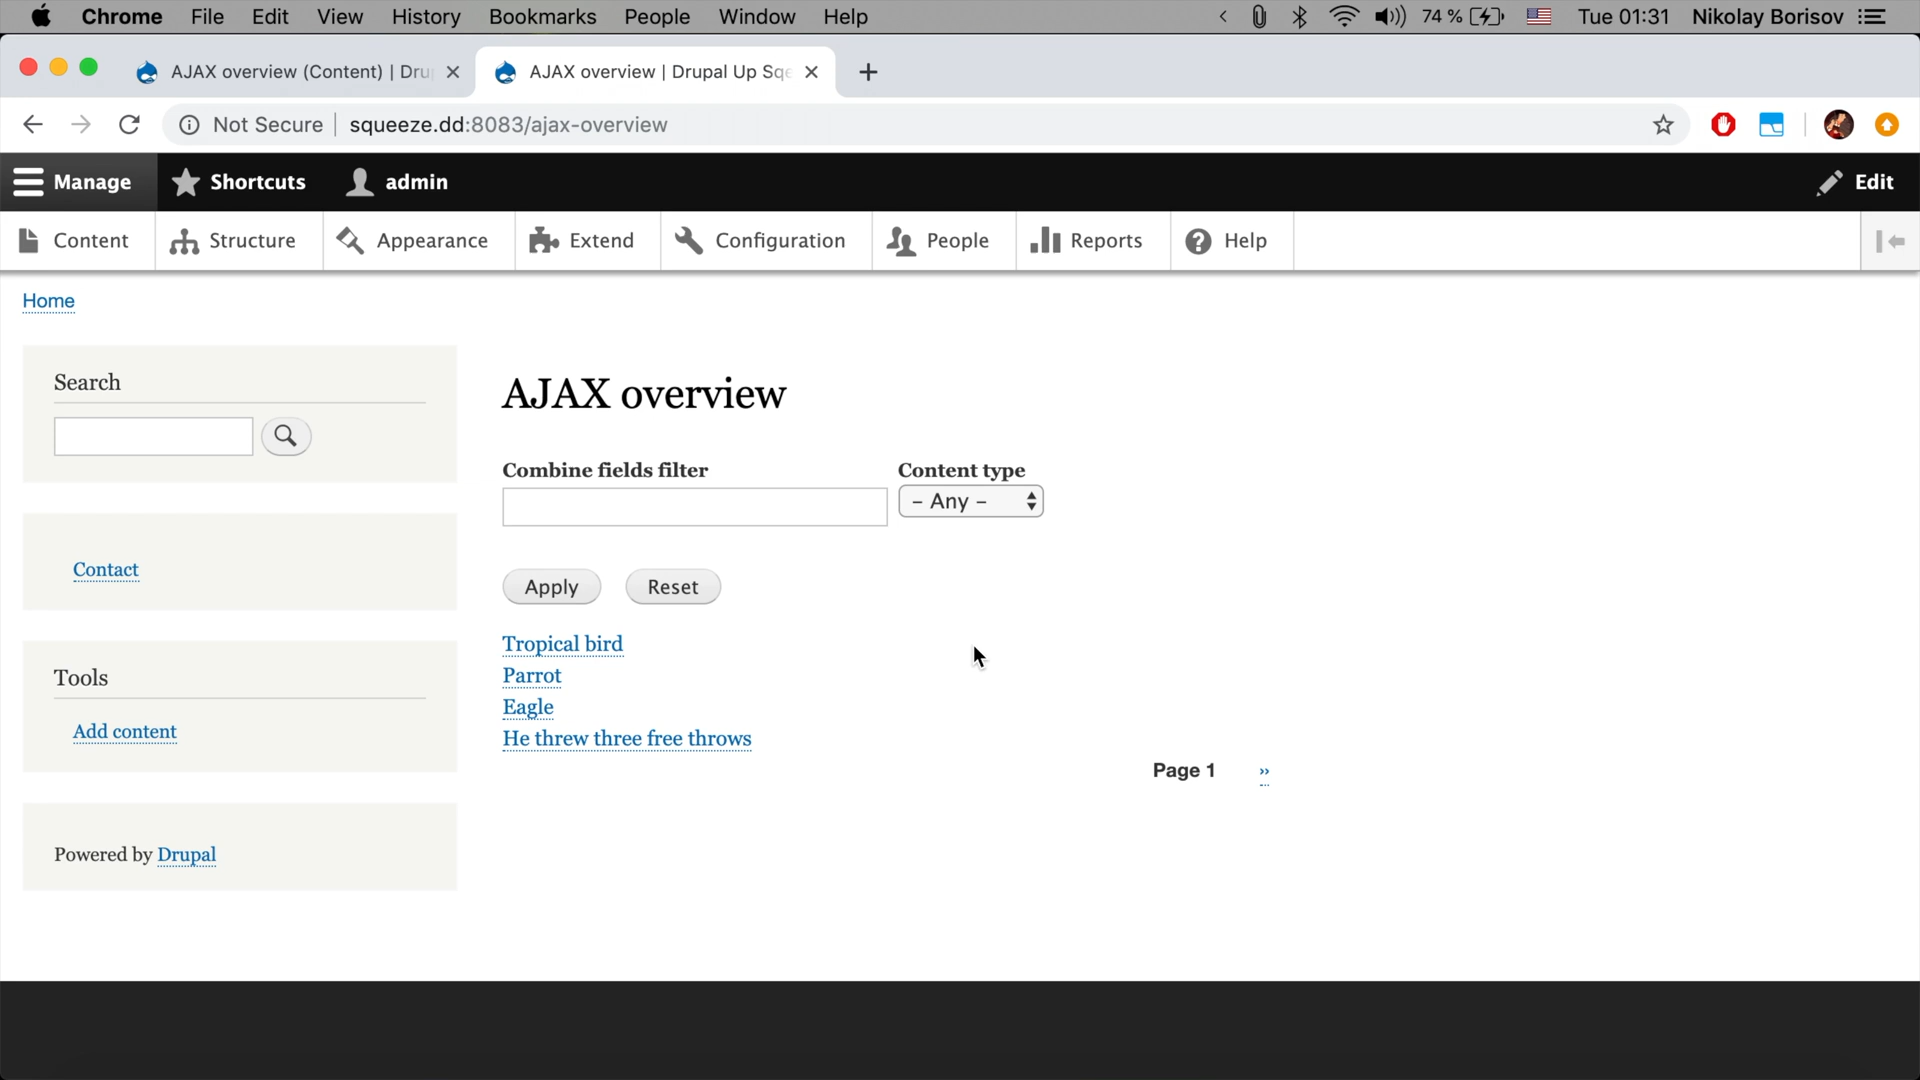 Chrome File Edit View History Bookmarks People Window Help 74 % Tue 01:31 Nikolay Borisov
AJAX overview (Content) | Dru AJAX overview | Drupal Up Sqe
Not Secure squeeze.dd:8083/ajax-overview
Manage Shortcuts admin Edit
Content Structure Appearance Extend Configuration People Reports Help
Home
Search
Contact
Tools
Add content
Powered by Drupal
AJAX overview
Combine fields filter Content type
- Any -
Apply Reset
Tropical bird
Parrot
Eagle
He threw three free throws
Page 1 ››